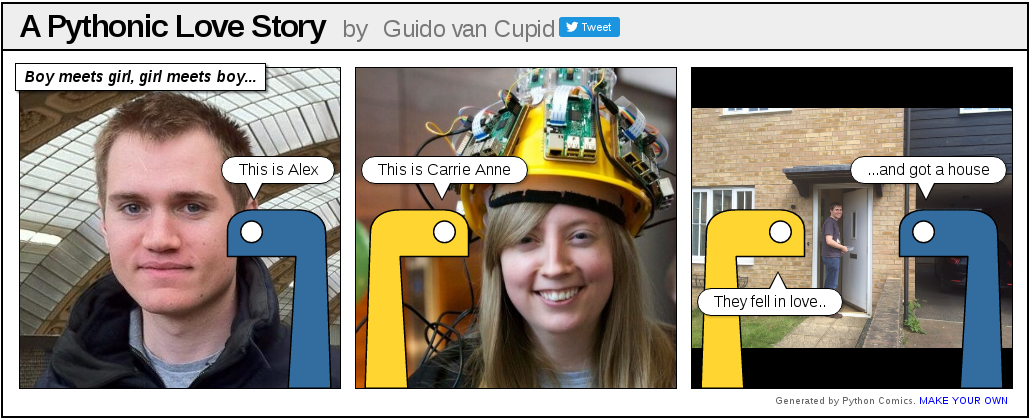 A Pythonic Love Story by Guido van Cupid Tweet
Boy meets girl, girl meets boy...
This is Alex
This is Carrie Anne
...and got a house
They fell in love..
Generated by Python Comics. MAKE YOUR OWN